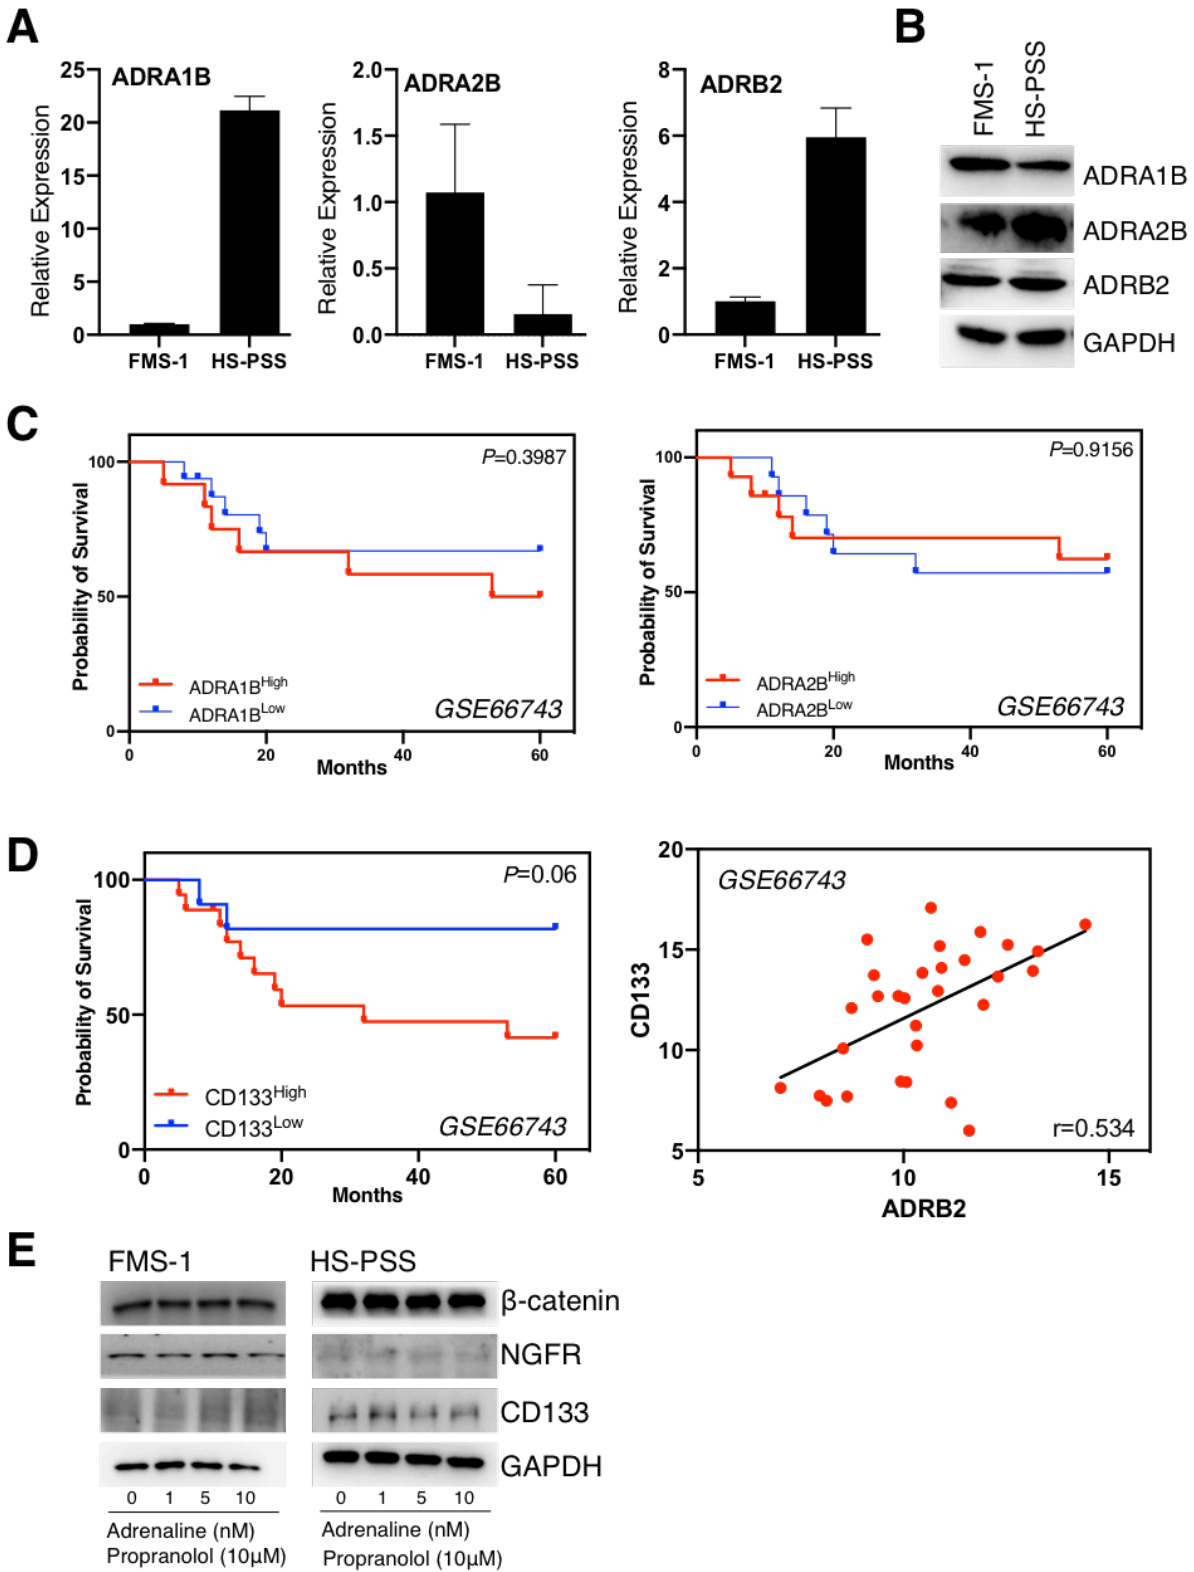 A
B
ADRA1B
Relative Expression
25
20
15
10
5
0
FMS-1 HS-PSS
ADRA2B
Relative Expression
2.0
1.5
1.0
0.5
0.0
FMS-1 HS-PSS
ADRB2
Relative Expression
8
6
4
2
0
FMS-1 HS-PSS
FMS-1
HS-PSS
ADRA1B
ADRA2B
ADRB2
GAPDH
C
Probability of Survival
100
50
0
P=0.3987
ADRA1BHigh
ADRA1BLow
GSE66743
0 20 40 60
Months
Probability of Survival
100
50
0
P=0.9156
ADRA2BHigh
ADRA2BLow
GSE66743
0 20 40 60
Months
D
Probability of Survival
100
50
0
P=0.06
CD133High
CD133Low
GSE66743
0 20 40 60
Months
CD133
20
15
10
5
GSE66743
r=0.534
5 10 15
ADRB2
E
FMS-1 HS-PSS
β-catenin
NGFR
CD133
GAPDH
0 1 5 10
Adrenaline (nM)
Propranolol (10μM)
0 1 5 10
Adrenaline (nM)
Propranolol (10μM)